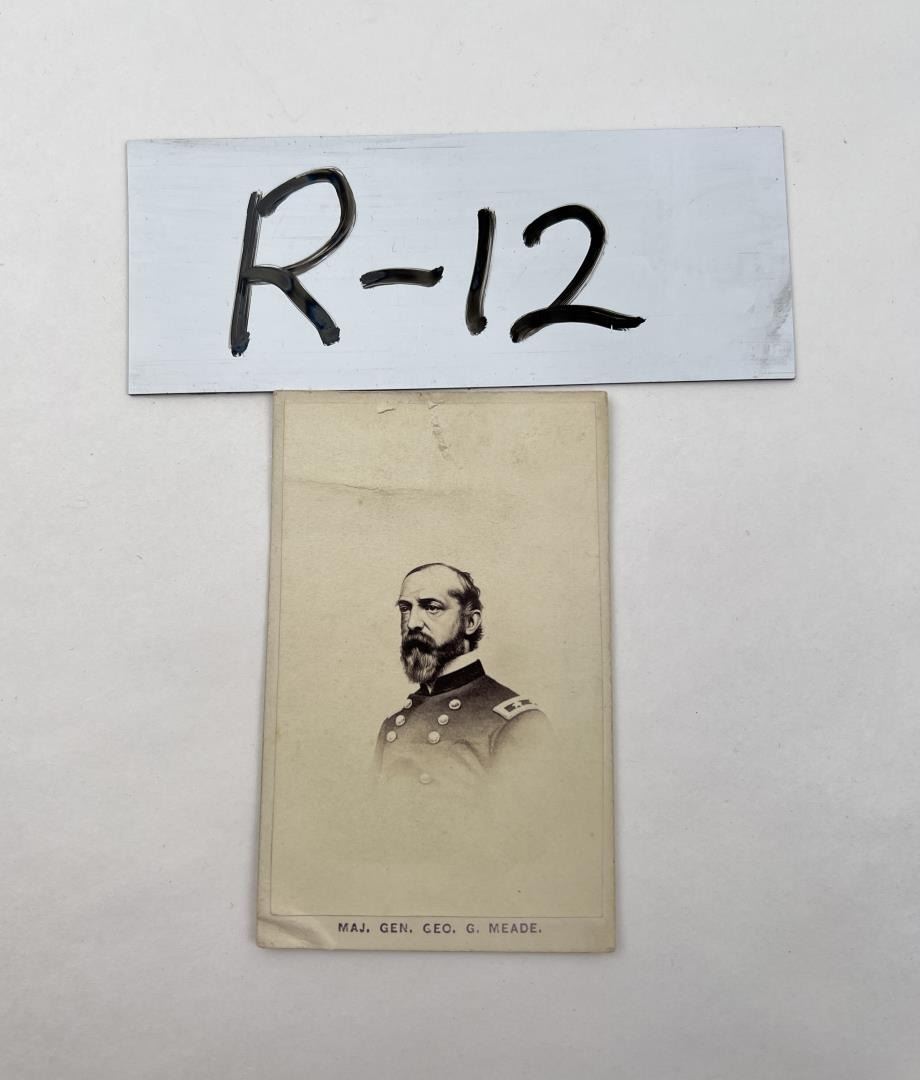 R-12
MAJ. GEN. GEO. G. MEADE.